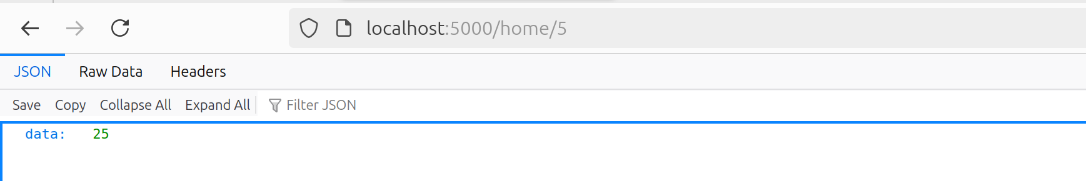 localhost:5000/home/5
JSON Raw Data Headers
Save Copy Collapse All Expand All Filter JSON
data: 25